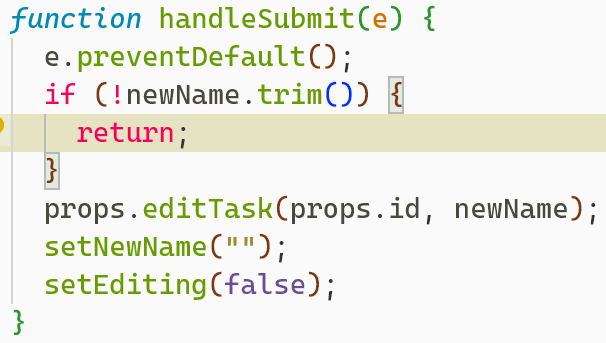 function handleSubmit(e) {
  e.preventDefault();
  if (!newName.trim()) {
    return;
  }
  props.editTask(props.id, newName);
  setNewName("");
  setEditing(false);
}